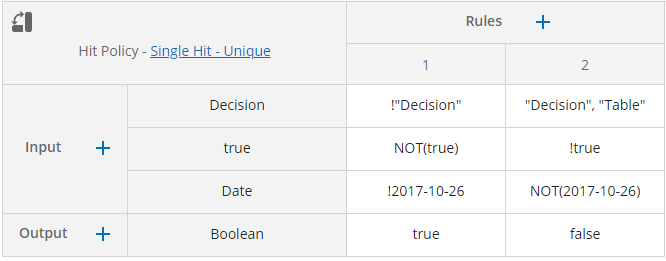 Rules
Hit Policy - Single Hit - Unique
1 2
Decision !"Decision" "Decision", "Table"
Input true NOT(true) !true
Date !2017-10-26 NOT(2017-10-26)
Output Boolean true false